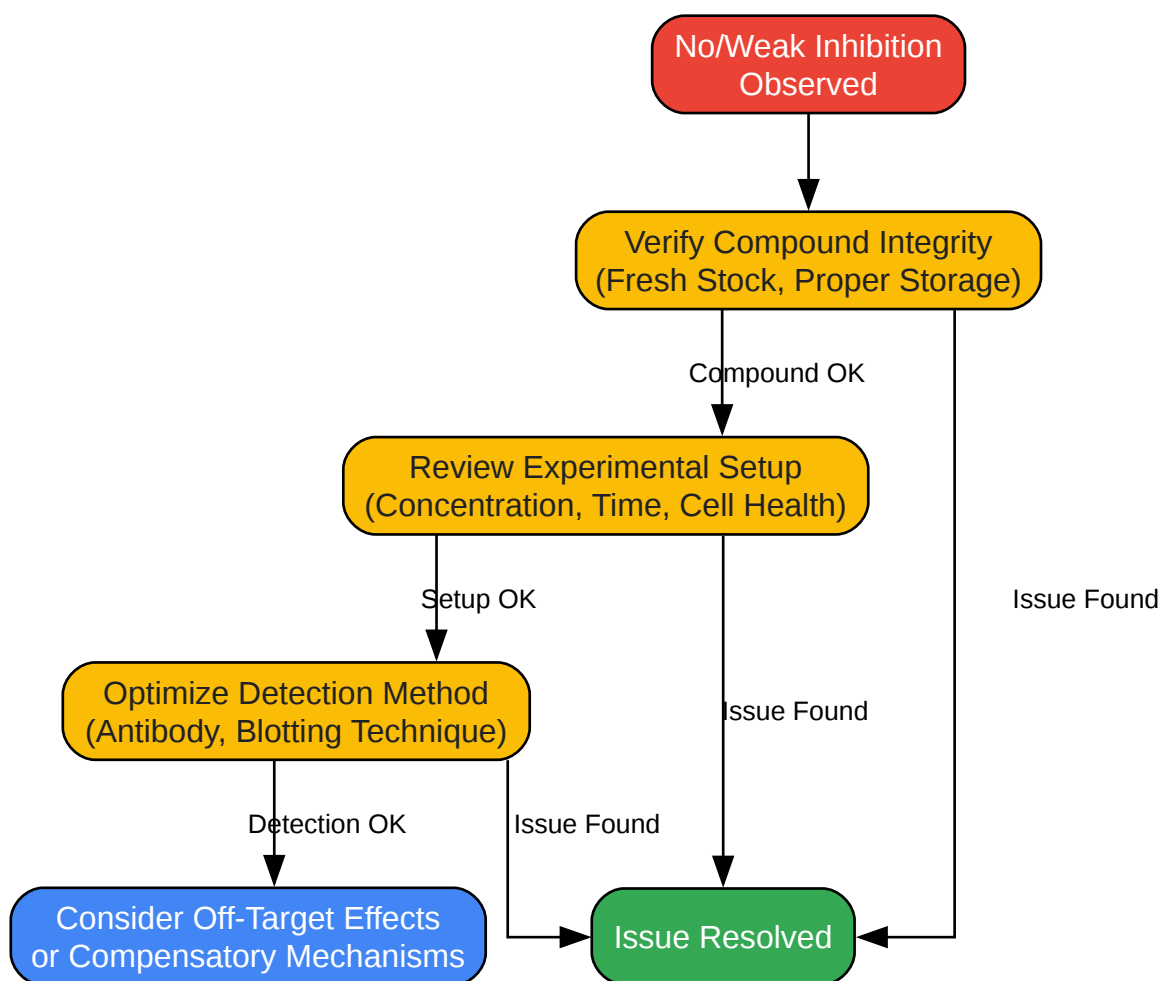 No/Weak Inhibition
Observed
Verify Compound Integrity
(Fresh Stock, Proper Storage)
Compound OK
Review Experimental Setup
(Concentration, Time, Cell Health)
Setup OK
Issue Found
Optimize Detection Method
(Antibody, Blotting Technique)
Issue Found
Detection OK
Issue Found
Consider Off-Target Effects
or Compensatory Mechanisms
Issue Resolved